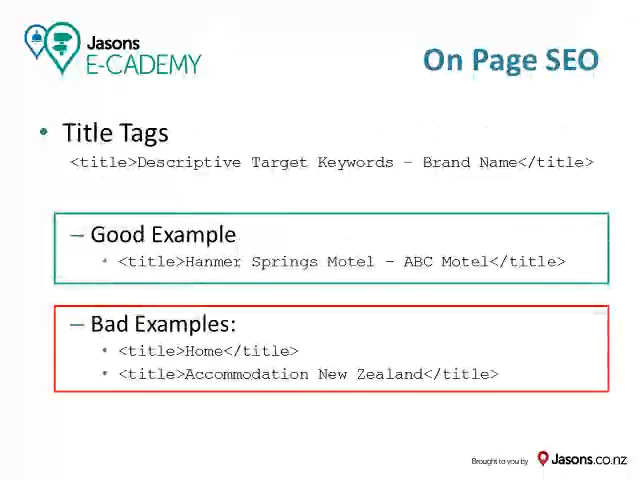 Jasons
E-CADEMY
On Page SEO
• Title Tags
<title>Descriptive Target Keywords – Brand Name</title>
– Good Example
• <title>Hanmer Springs Motel – ABC Motel</title>
– Bad Examples:
• <title>Home</title>
• <title>Accommodation New Zealand</title>
Brought to you by Jasons.co.nz